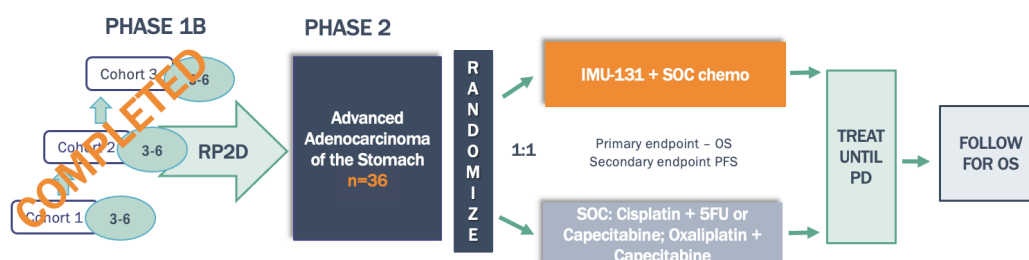 PHASE 1B
PHASE 2
Cohort 3
3-6
Cohort 2
3-6
Cohort 1
3-6
COMPLETED
RP2D
Advanced
Adenocarcinoma
of the Stomach
n=36
RANDOMIZE
1:1
IMU-131 + SOC chemo
Primary endpoint – OS
Secondary endpoint PFS
SOC: Cisplatin + 5FU or
Capecitabine; Oxaliplatin +
Capecitabine
TREAT
UNTIL
PD
FOLLOW
FOR OS